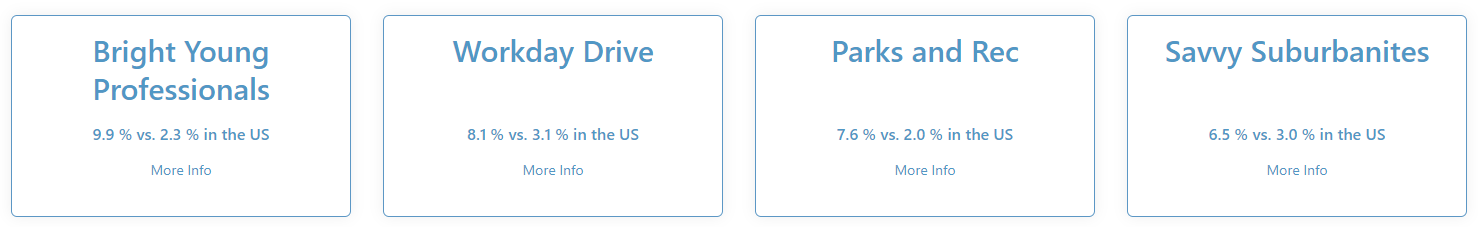 Bright Young
Professionals
9.9 % vs. 2.3 % in the US
More Info
Workday Drive
8.1 % vs. 3.1 % in the US
More Info
Parks and Rec
7.6 % vs. 2.0 % in the US
More Info
Savvy Suburbanites
6.5 % vs. 3.0 % in the US
More Info